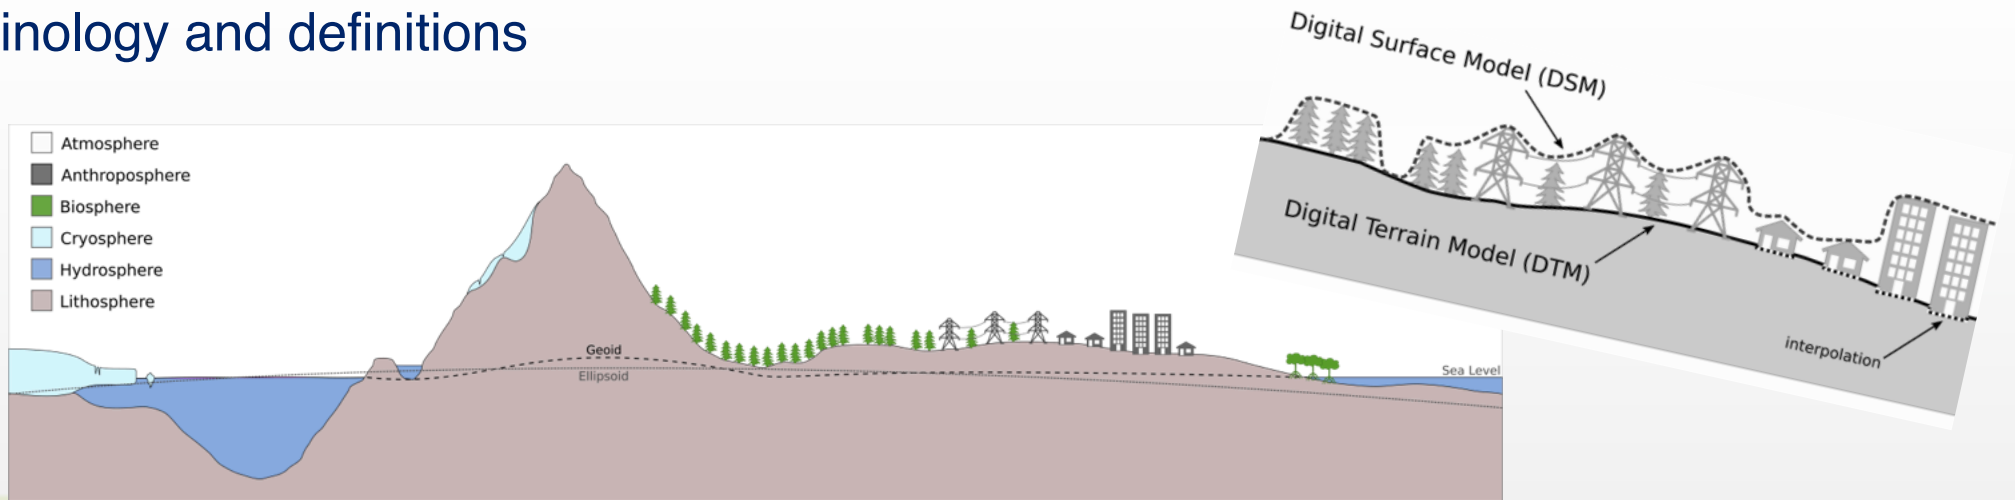 inology and definitions
Atmosphere
Anthroposphere
Biosphere
Cryosphere
Hydrosphere
Lithosphere
Geoid
Ellipsoid
Sea Level
Digital Surface Model (DSM)
Digital Terrain Model (DTM)
interpolation